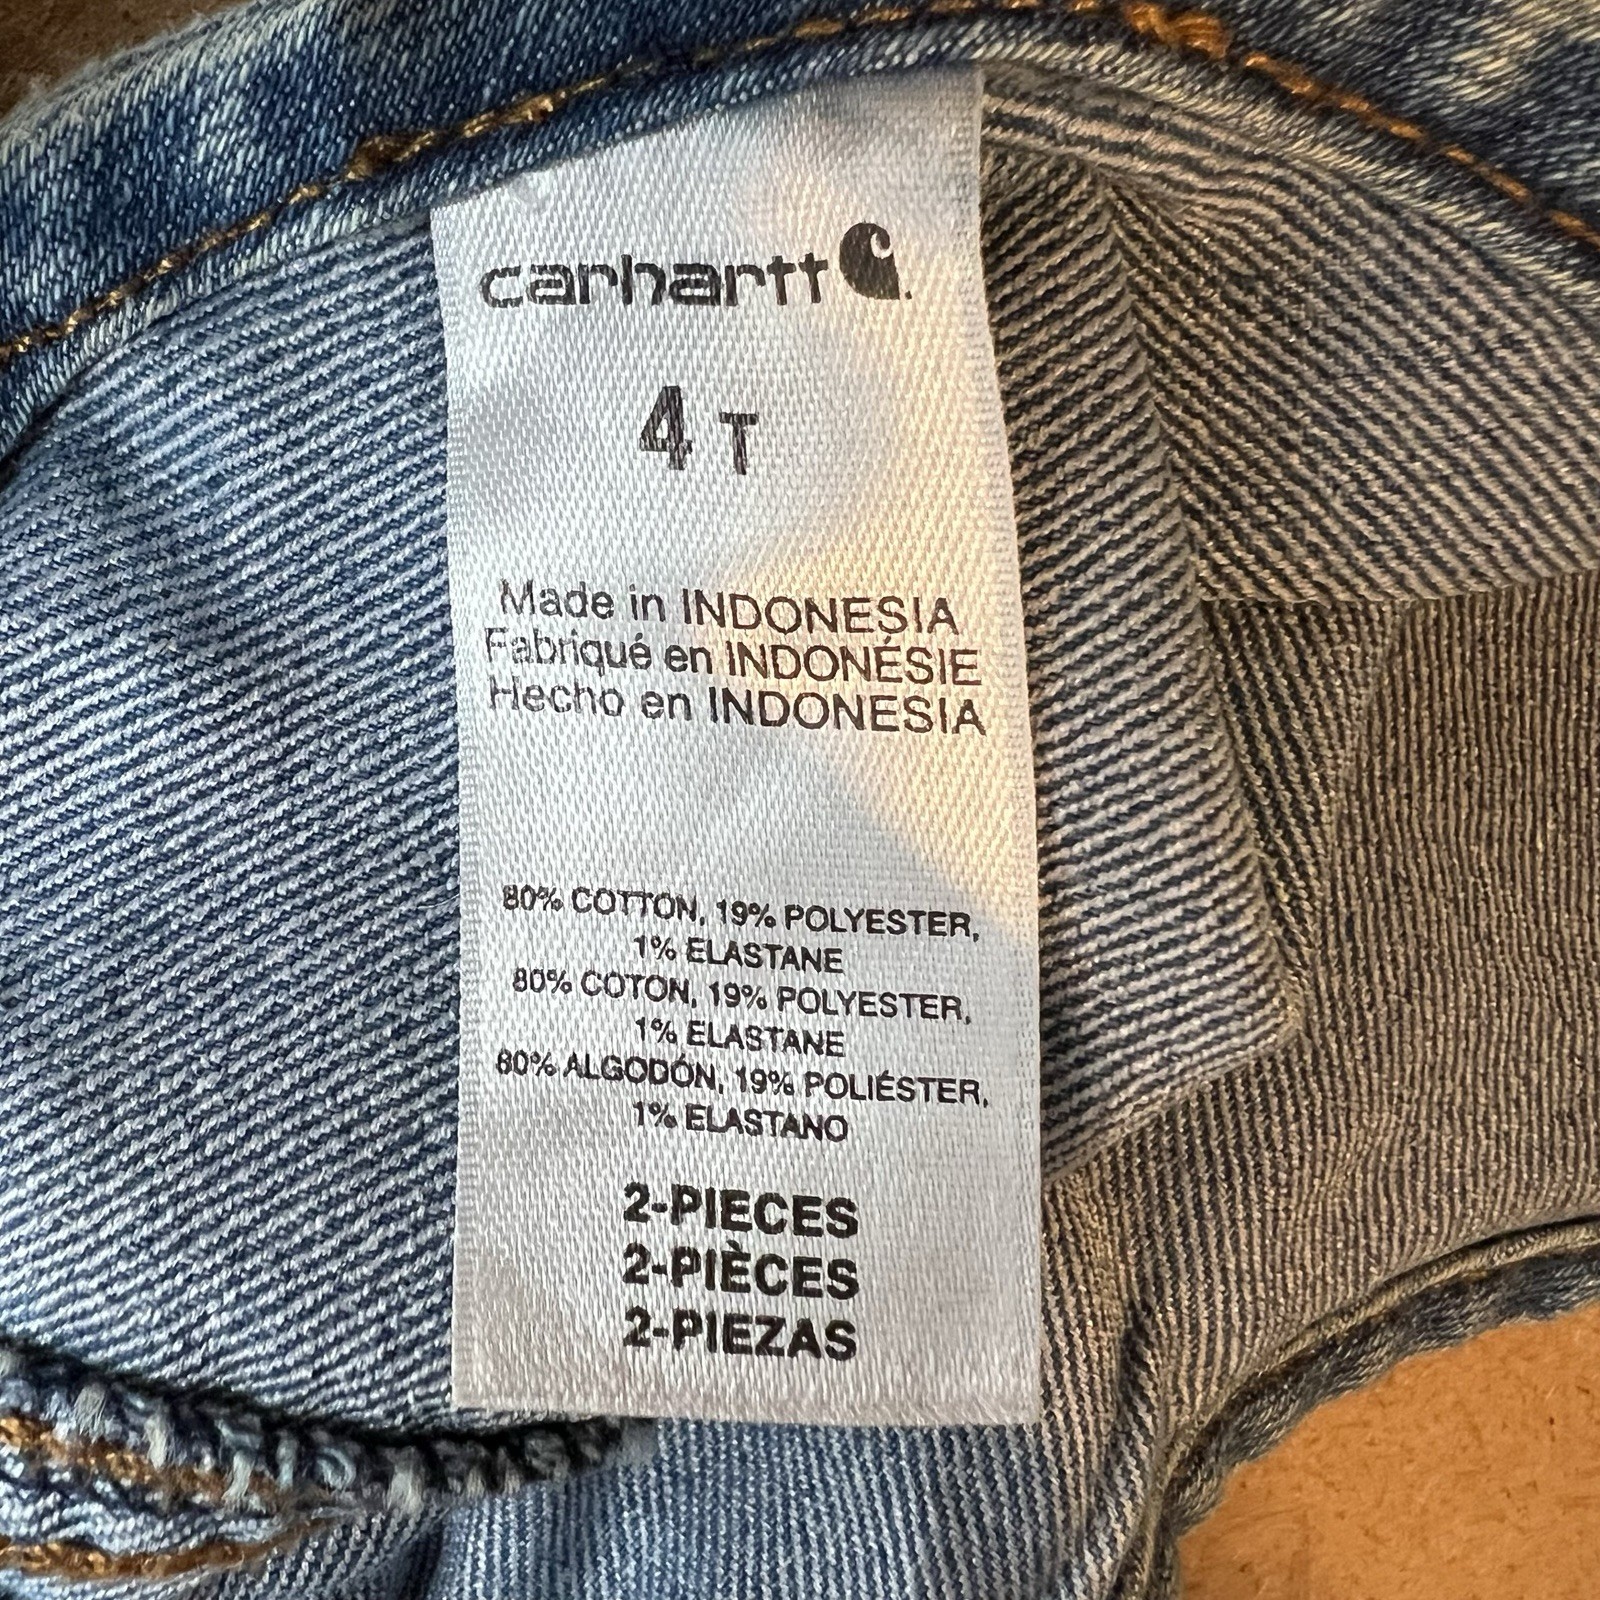 carhartt
4 T
Made in INDONESIA
Fabriqué en INDONÉSIE
Hecho en INDONESIA
80% COTTON, 19% POLYESTER,
1% ELASTANE
80% COTON, 19% POLYESTER,
1% ELASTANE
80% ALGODÓN, 19% POLIÉSTER,
1% ELASTANO
2-PIECES
2-PIÈCES
2-PIEZAS